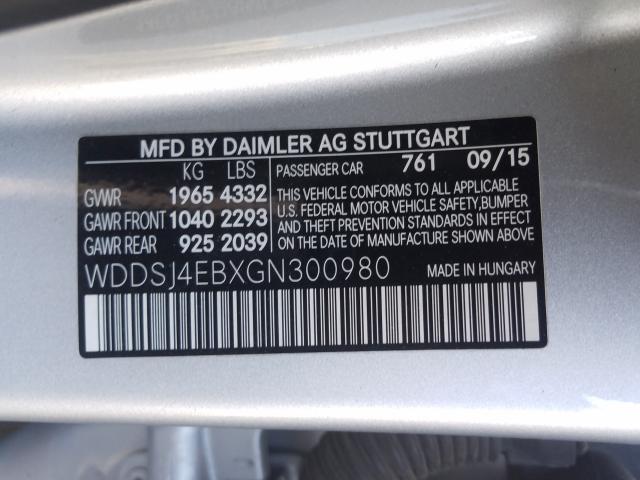 MFD BY DAIMLER AG STUTTGART
KG LBS
GVWR 1965 4332
GAWR FRONT 1040 2293
GAWR REAR 925 2039
PASSENGER CAR 761 09/15
THIS VEHICLE CONFORMS TO ALL APPLICABLE
U.S. FEDERAL MOTOR VEHICLE SAFETY,BUMPER
AND THEFT PREVENTION STANDARDS IN EFFECT
ON THE DATE OF MANUFACTURE SHOWN ABOVE.
WDDSJ4EBXGN300980
MADE IN HUNGARY